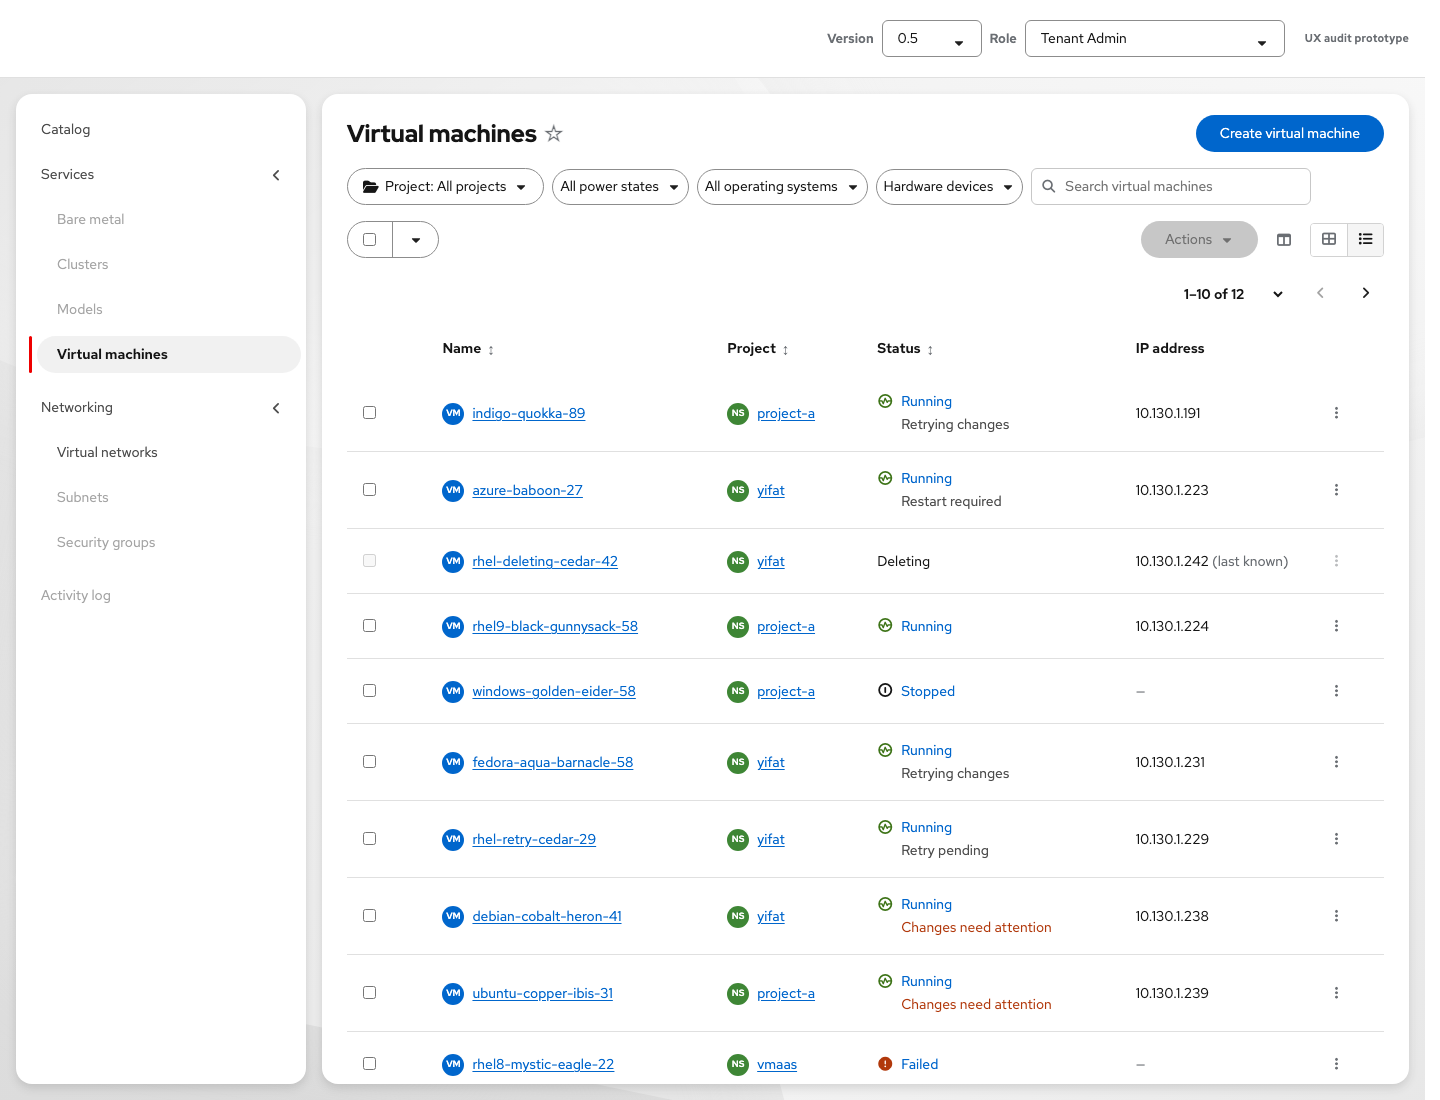 Version 0.5 Role Tenant Admin UX audit prototype
Catalog
Services
Bare metal
Clusters
Models
Virtual machines
Networking
Virtual networks
Subnets
Security groups
Activity log
Virtual machines Create virtual machine
Project: All projects All power states All operating systems Hardware devices Search virtual machines
Actions
1–10 of 12
Name Project Status IP address
VM indigo-quokka-89 NS project-a Running 10.130.1.191
Retrying changes
VM azure-baboon-27 NS yifat Running 10.130.1.223
Restart required
VM rhel-deleting-cedar-42 NS yifat Deleting 10.130.1.242 (last known)
VM rhel9-black-gunnysack-58 NS project-a Running 10.130.1.224
VM windows-golden-eider-58 NS project-a Stopped –
VM fedora-aqua-barnacle-58 NS yifat Running 10.130.1.231
Retrying changes
VM rhel-retry-cedar-29 NS yifat Running 10.130.1.229
Retry pending
VM debian-cobalt-heron-41 NS yifat Running 10.130.1.238
Changes need attention
VM ubuntu-copper-ibis-31 NS project-a Running 10.130.1.239
Changes need attention
VM rhel8-mystic-eagle-22 NS vmaas Failed –